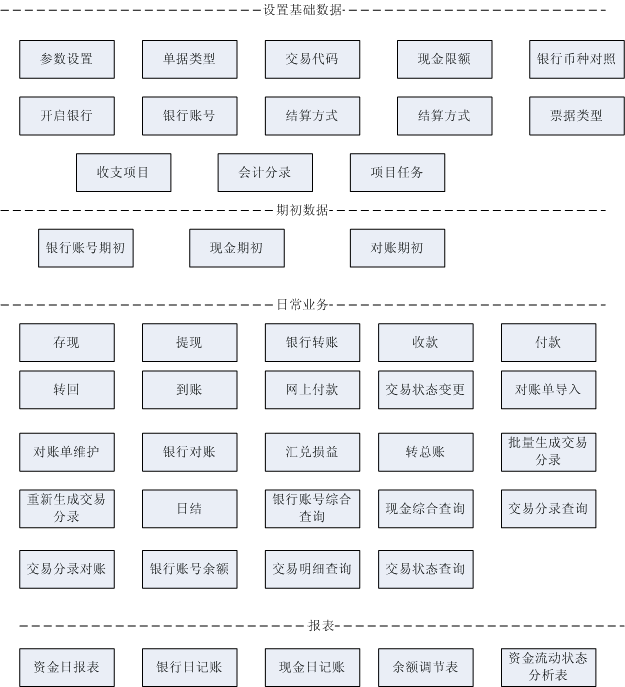 设置基础数据
参数设置
单据类型
交易代码
现金限额
银行币种对照
开启银行
银行账号
结算方式
结算方式
票据类型
收支项目
会计分录
项目任务
期初数据
银行账号期初
现金期初
对账期初
日常业务
存现
提现
银行转账
收款
付款
转回
到账
网上付款
交易状态变更
对账单导入
对账单维护
银行对账
汇兑损益
转总账
批量生成交易
分录
重新生成交易
分录
日结
银行账号综合
查询
现金综合查询
交易分录查询
交易分录对账
银行账号余额
交易明细查询
交易状态查询
报表
资金日报表
银行日记账
现金日记账
余额调节表
资金流动状态
分析表